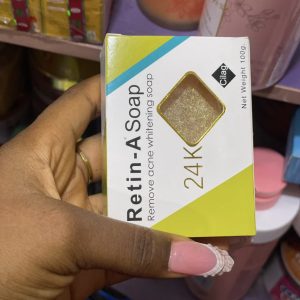 Retin-A Soap
Remove acne whitening soap
24K
Net Weight 100g.